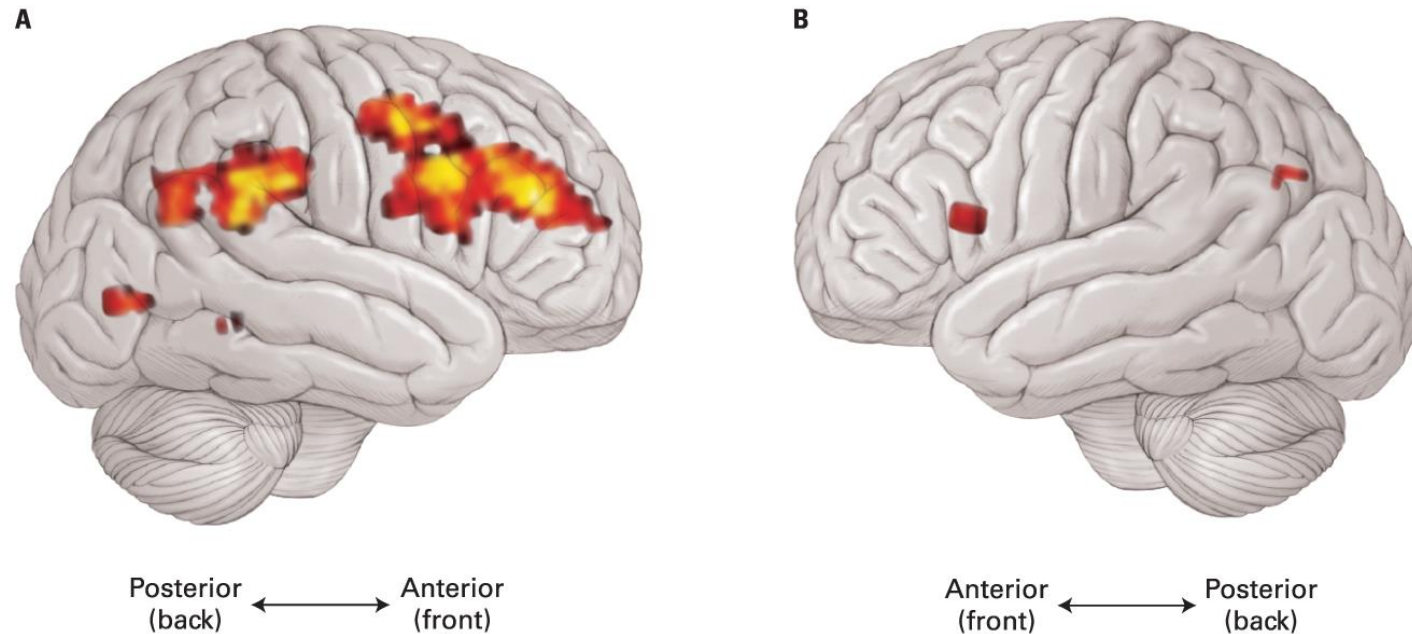 A
B
Posterior
(back)
Anterior
(front)
Anterior
(front)
Posterior
(back)